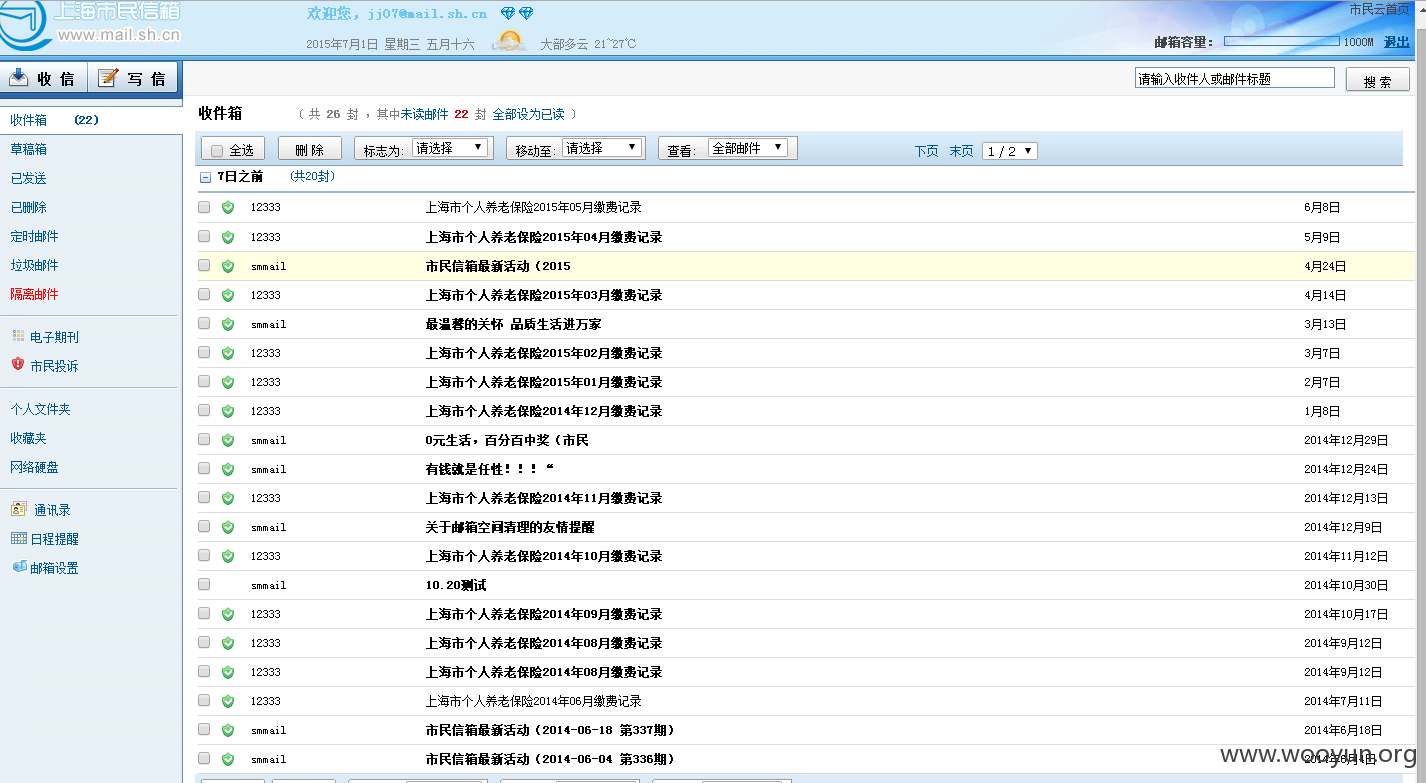 上海市民信箱
www.mail.sh.cn
欢迎您，jj07@mail.sh.cn
2015年7月1日 星期三 五月十六 大部多云 21~27℃
市民云首页
邮箱容量： 1000M 退出
收 信 写 信
请输入收件人或邮件标题 搜 索
收件箱 (22)
草稿箱
已发送
已删除
定时邮件
垃圾邮件
隔离邮件
电子期刊
市民投诉
个人文件夹
收藏夹
网络硬盘
通讯录
日程提醒
邮箱设置
收件箱 （ 共 26 封 ，其中未读邮件 22 封 全部设为已读 ）
全选 删 除 标志为: 请选择 移动至: 请选择 查看: 全部邮件 下页 末页 1 / 2
7日之前 (共20封)
12333 上海市个人养老保险2015年05月缴费记录 6月8日
12333 上海市个人养老保险2015年04月缴费记录 5月9日
smmail 市民信箱最新活动（2015 4月24日
12333 上海市个人养老保险2015年03月缴费记录 4月14日
smmail 最温馨的关怀 品质生活进万家 3月13日
12333 上海市个人养老保险2015年02月缴费记录 3月7日
12333 上海市个人养老保险2015年01月缴费记录 2月7日
12333 上海市个人养老保险2014年12月缴费记录 1月8日
smmail 0元生活，百分百中奖（市民 2014年12月29日
smmail 有钱就是任性！！！“ 2014年12月24日
12333 上海市个人养老保险2014年11月缴费记录 2014年12月13日
smmail 关于邮箱空间清理的友情提醒 2014年12月9日
12333 上海市个人养老保险2014年10月缴费记录 2014年11月12日
smmail 10.20测试 2014年10月30日
12333 上海市个人养老保险2014年09月缴费记录 2014年10月17日
12333 上海市个人养老保险2014年08月缴费记录 2014年9月12日
12333 上海市个人养老保险2014年08月缴费记录 2014年9月12日
12333 上海市个人养老保险2014年06月缴费记录 2014年7月11日
smmail 市民信箱最新活动（2014-06-18 第337期） 2014年6月18日
smmail 市民信箱最新活动（2014-06-04 第336期）
www.wooyun.org